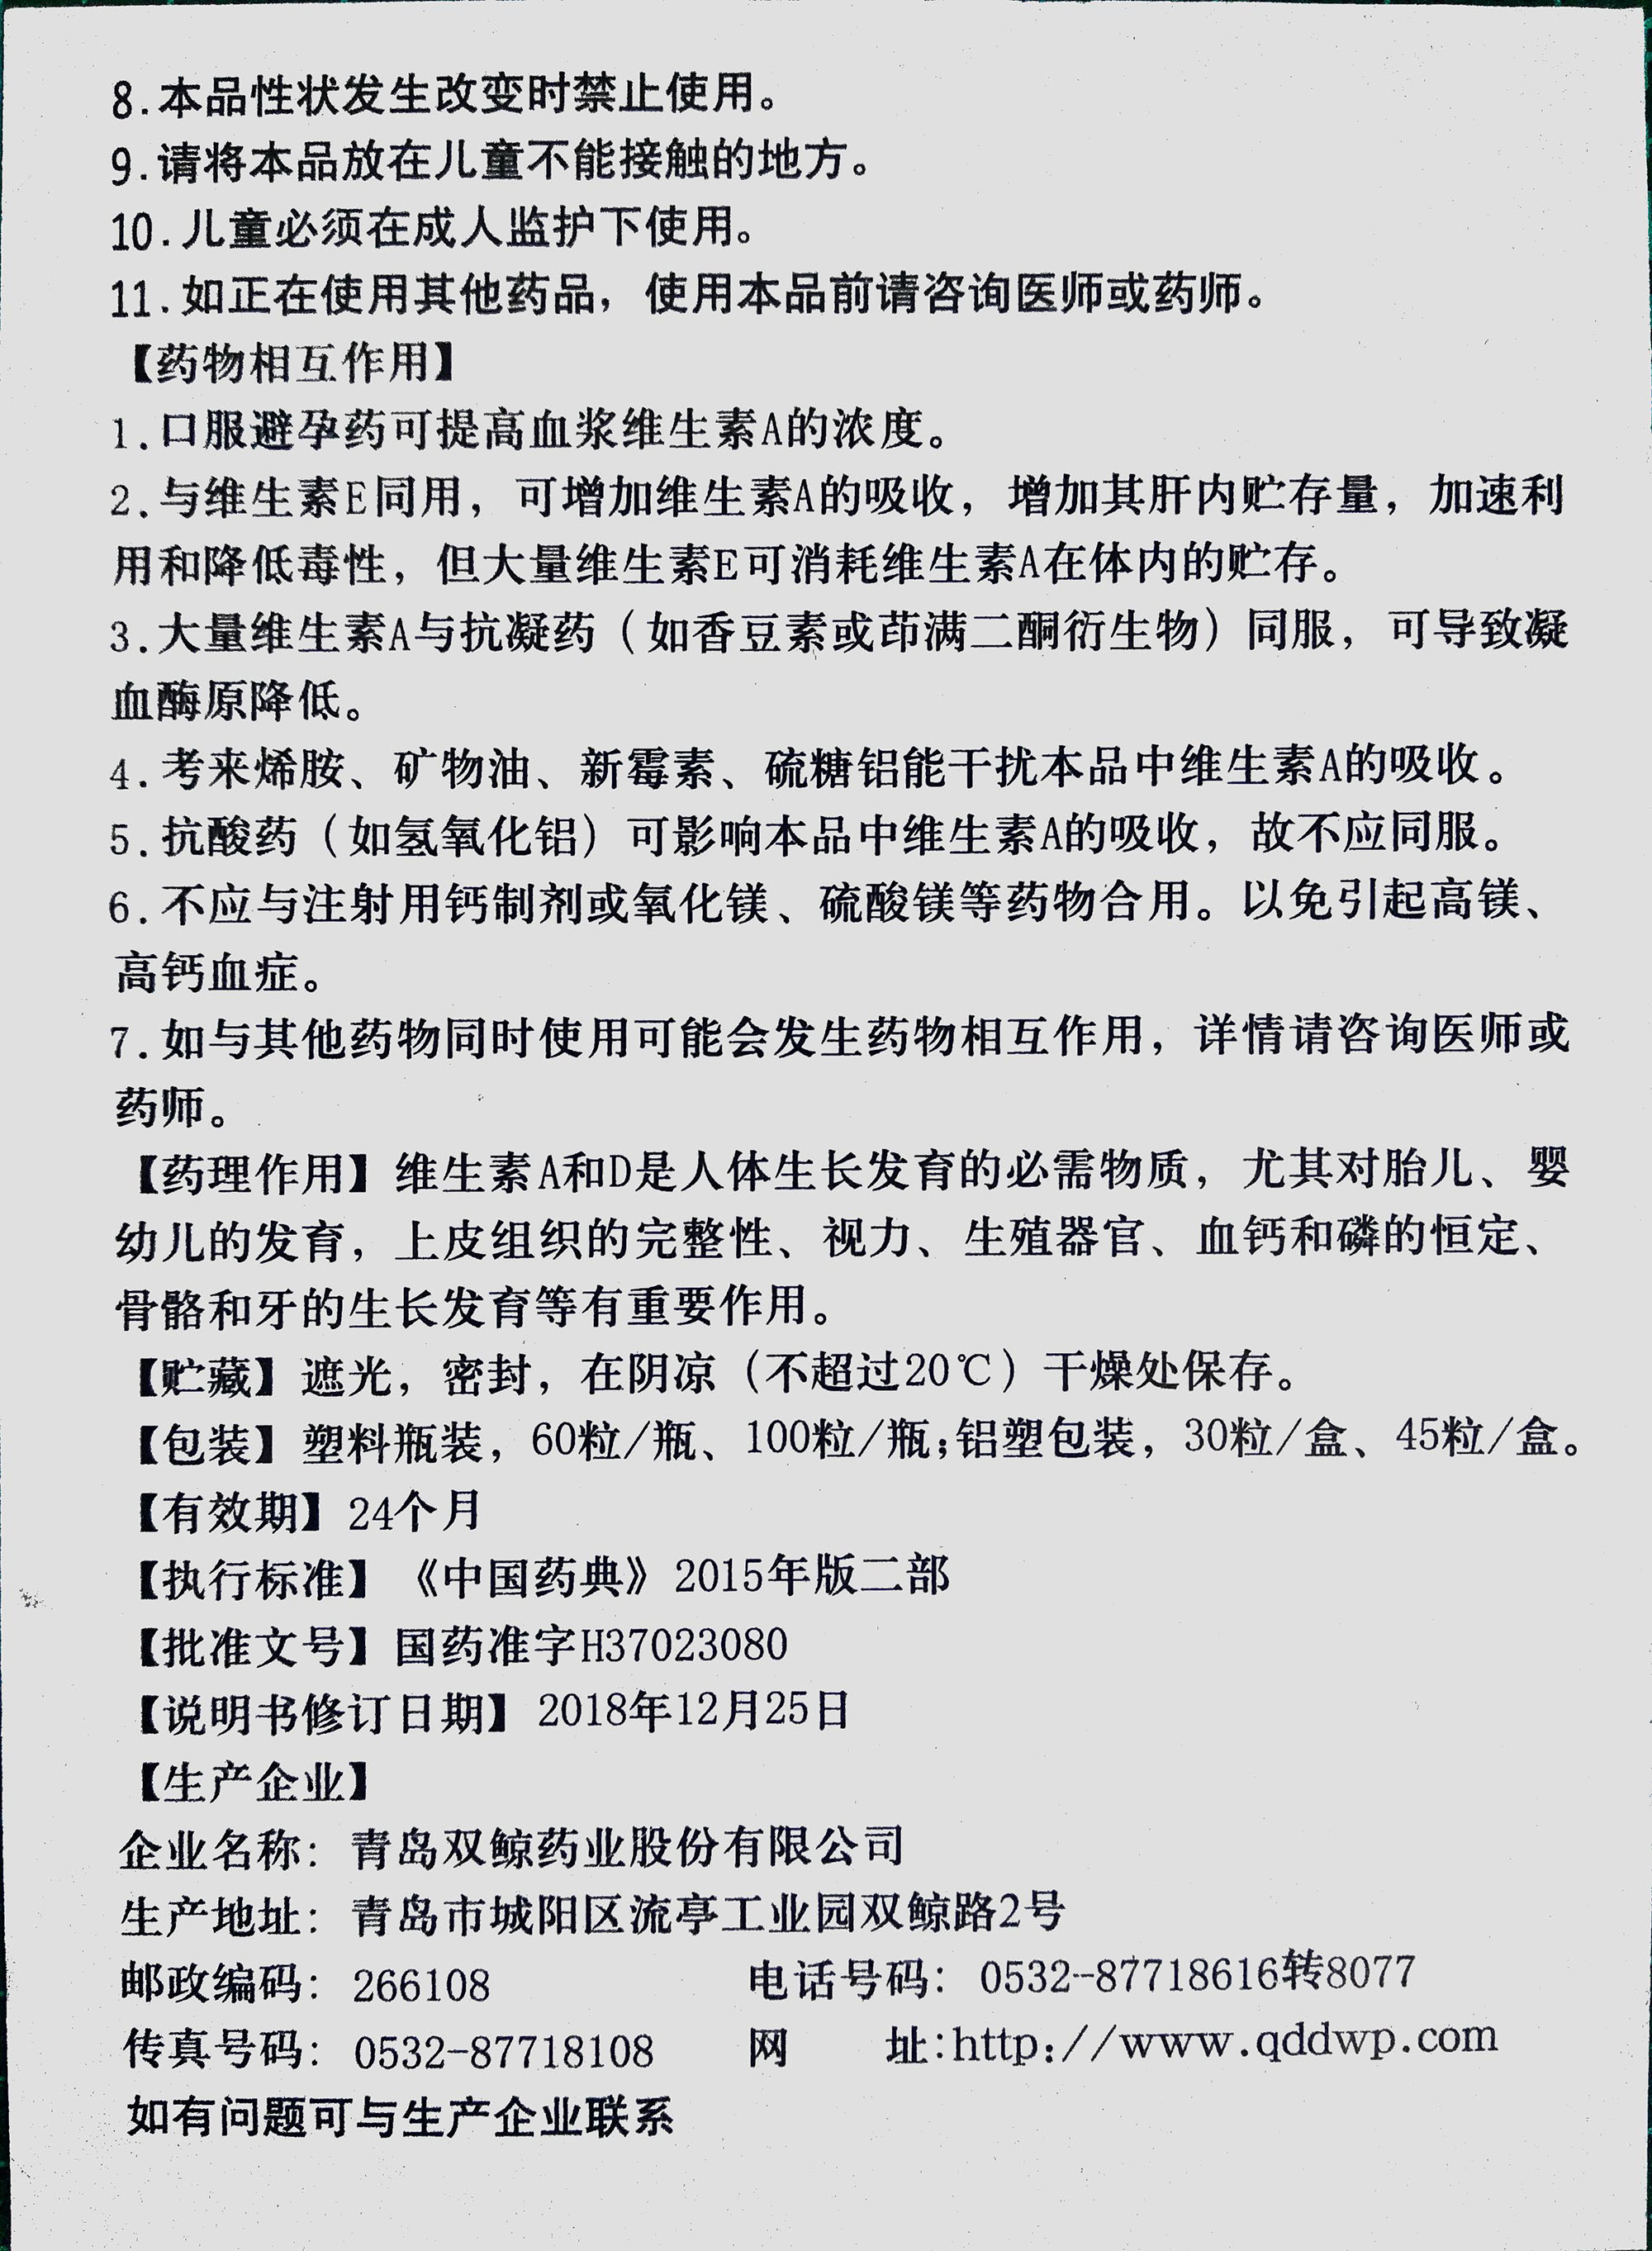 8.本品性状发生改变时禁止使用。
9.请将本品放在儿童不能接触的地方。
10.儿童必须在成人监护下使用。
11.如正在使用其他药品，使用本品前请咨询医师或药师。
【药物相互作用】
1.口服避孕药可提高血浆维生素A的浓度。
2.与维生素E同用，可增加维生素A的吸收，增加其肝内贮存量，加速利
用和降低毒性，但大量维生素E可消耗维生素A在体内的贮存。
3.大量维生素A与抗凝药（如香豆素或茚满二酮衍生物）同服，可导致凝
血酶原降低。
4.考来烯胺、矿物油、新霉素、硫糖铝能干扰本品中维生素A的吸收。
5.抗酸药（如氢氧化铝）可影响本品中维生素A的吸收，故不应同服。
6.不应与注射用钙制剂或氧化镁、硫酸镁等药物合用。以免引起高镁、
高钙血症。
7.如与其他药物同时使用可能会发生药物相互作用，详情请咨询医师或
药师。
【药理作用】维生素A和D是人体生长发育的必需物质，尤其对胎儿、婴
幼儿的发育，上皮组织的完整性、视力、生殖器官、血钙和磷的恒定、
骨骼和牙的生长发育等有重要作用。
【贮藏】遮光，密封，在阴凉（不超过20℃）干燥处保存。
【包装】塑料瓶装，60粒/瓶、100粒/瓶;铝塑包装，30粒/盒、45粒/盒。
【有效期】24个月
【执行标准】《中国药典》2015年版二部
【批准文号】国药准字H37023080
【说明书修订日期】2018年12月25日
【生产企业】
企业名称：青岛双鲸药业股份有限公司
生产地址：青岛市城阳区流亭工业园双鲸路2号
邮政编码：266108 电话号码：0532--87718616转8077
传真号码：0532-87718108 网 址:http://www.qddwp.com
如有问题可与生产企业联系